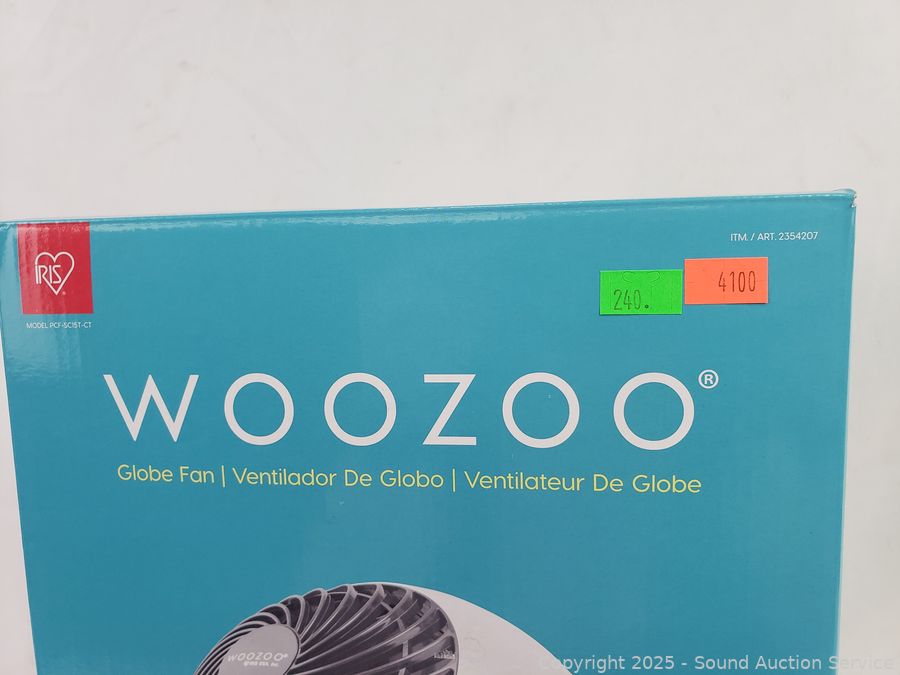 ITM. / ART. 2354207
IRIS
MODEL PCF-SC15T-CT
240.
4100
WOOZOO®
Globe Fan | Ventilador De Globo | Ventilateur De Globe
WOOZOO®
Copyright 2025 - Sound Auction Service